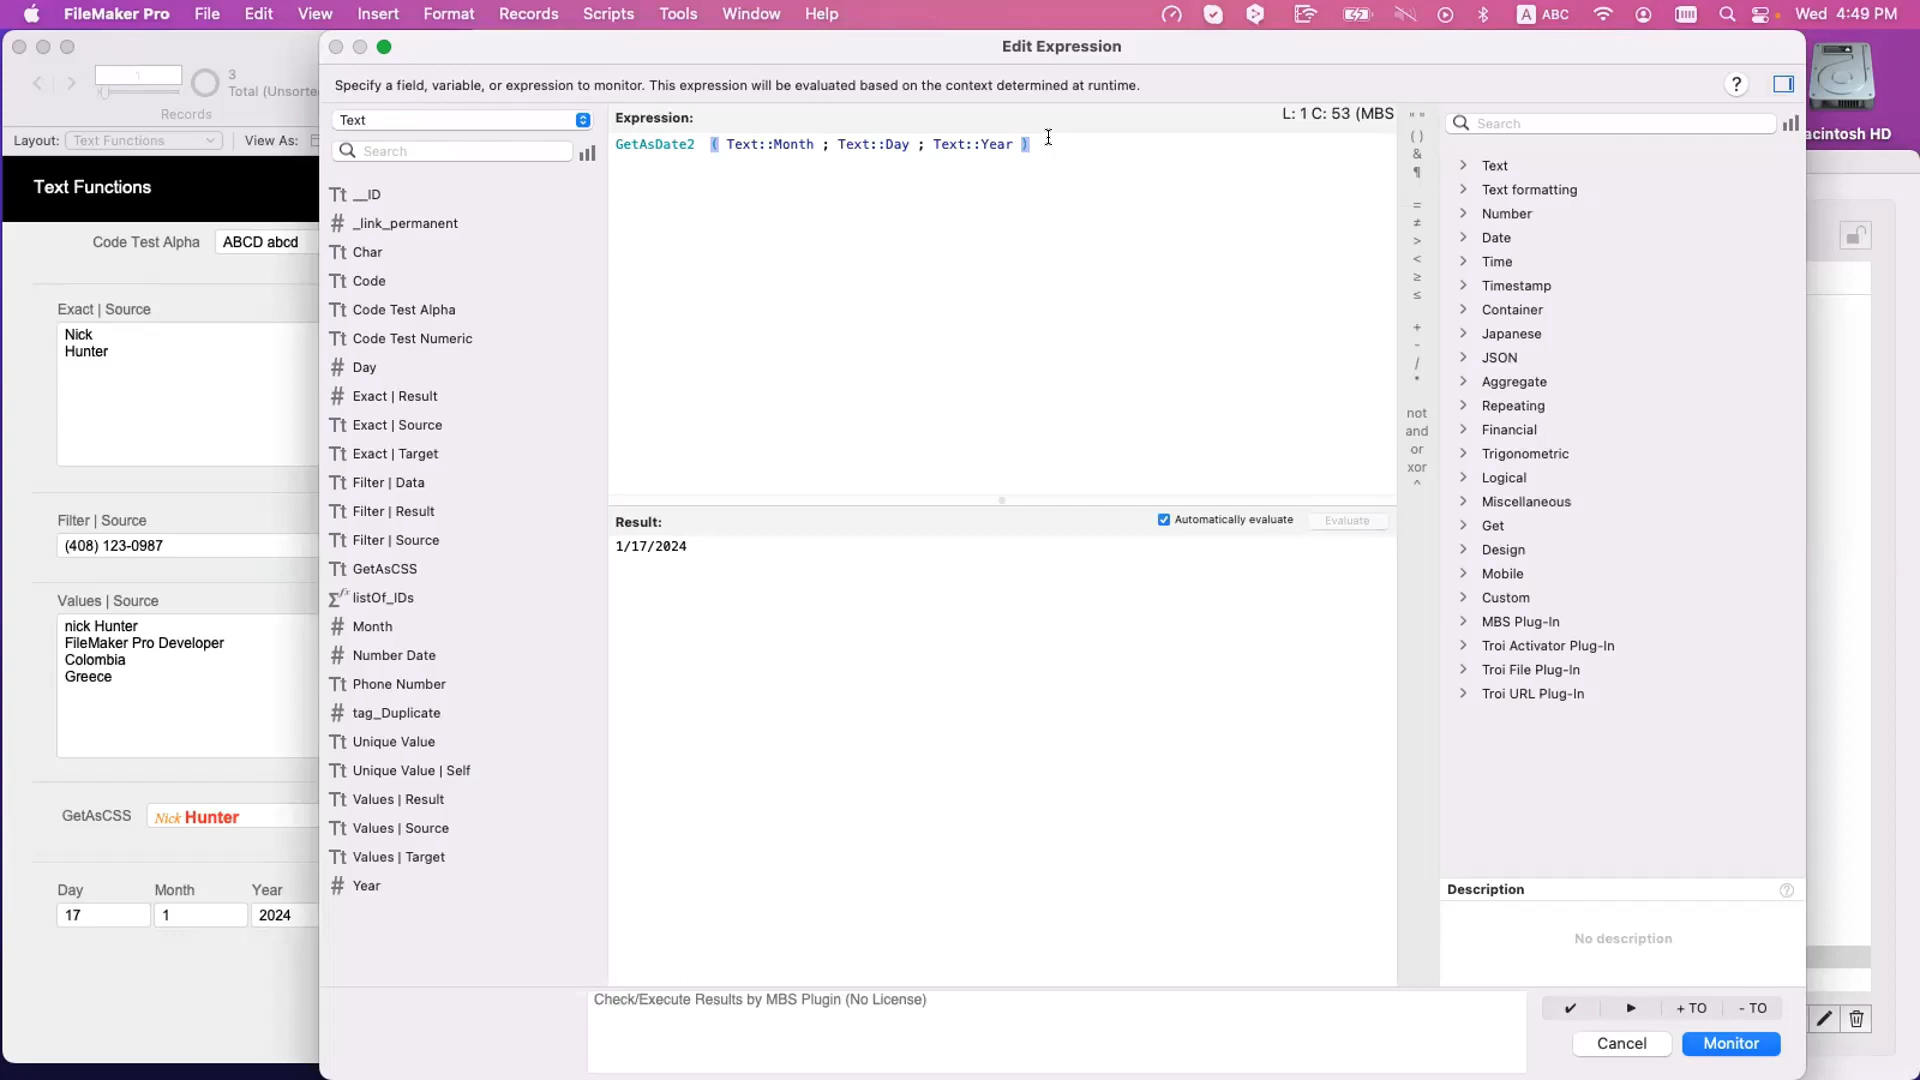 FileMaker Pro File Edit View Insert Format Records Scripts Tools Window Help ABC Wed 4:49 PM
Edit Expression
1
3
Total (Unsorte
Records
Layout: Text Functions View As:
Text Functions
Code Test Alpha ABCD abcd
Exact | Source
Nick
Hunter
Filter | Source
(408) 123-0987
Values | Source
nick Hunter
FileMaker Pro Developer
Colombia
Greece
GetAsCSS Nick Hunter
Day Month Year
17 1 2024
Specify a field, variable, or expression to monitor. This expression will be evaluated based on the context determined at runtime. ?
Text
Search
__ID
_link_permanent
Char
Code
Code Test Alpha
Code Test Numeric
Day
Exact | Result
Exact | Source
Exact | Target
Filter | Data
Filter | Result
Filter | Source
GetAsCSS
listOf_IDs
Month
Number Date
Phone Number
tag_Duplicate
Unique Value
Unique Value | Self
Values | Result
Values | Source
Values | Target
Year
Expression: L: 1 C: 53 (MBS
GetAsDate2 ( Text::Month ; Text::Day ; Text::Year )
Result: Automatically evaluate Evaluate
1/17/2024
" "
( )
&
¶
=
≠
>
<
≥
≤
+
-
/
*
not
and
or
xor
^
Search
Text
Text formatting
Number
Date
Time
Timestamp
Container
Japanese
JSON
Aggregate
Repeating
Financial
Trigonometric
Logical
Miscellaneous
Get
Design
Mobile
Custom
MBS Plug-In
Troi Activator Plug-In
Troi File Plug-In
Troi URL Plug-In
Description ?
No description
Check/Execute Results by MBS Plugin (No License)
+ TO - TO
Cancel Monitor
acintosh HD